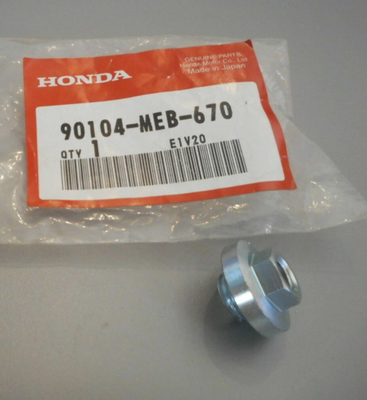 GENUINE PARTS
Honda Motor Co., Ltd.
Made in Japan
HONDA
90104-MEB-670
QTY 1 E1V20